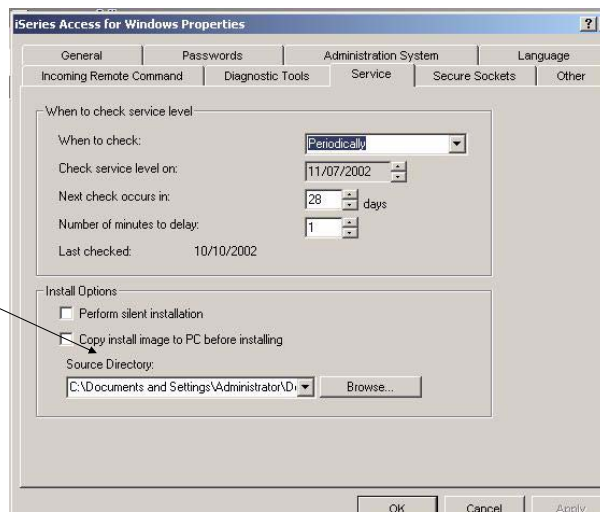 iSeries Access for Windows Properties
General Passwords Administration System Language
Incoming Remote Command Diagnostic Tools Service Secure Sockets Other
When to check service level
When to check: Periodically
Check service level on: 11/07/2002
Next check occurs in: 28 days
Number of minutes to delay: 1
Last checked: 10/10/2002
Install Options
Perform silent installation
Copy install image to PC before installing
Source Directory:
C:\Documents and Settings\Administrator\D Browse...
OK Cancel Apply